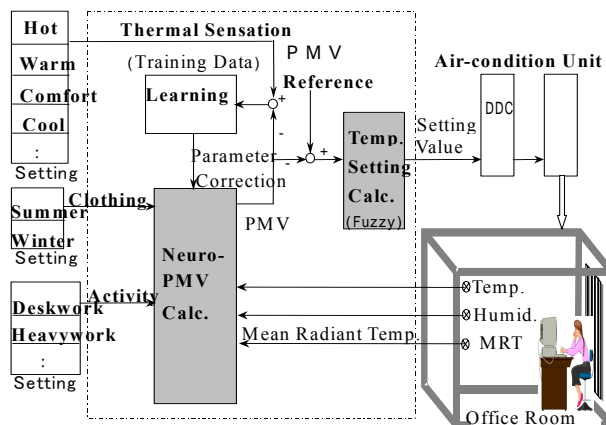 Hot
Warm
Comfort
Cool
:
Setting
Thermal Sensation
(Training Data)
Learning
ＰＭＶ
Reference
+
-
Parameter
Correction
-
+
PMV
Temp.
Setting
Calc.
(Fuzzy)
Setting
Value
Air-condition Unit
DDC
Clothing
Summer
Winter
Setting
Activity
Deskwork
Heavywork
:
Setting
Neuro-
PMV
Calc.
Mean Radiant Temp.
Temp.
Humid.
MRT
Office Room